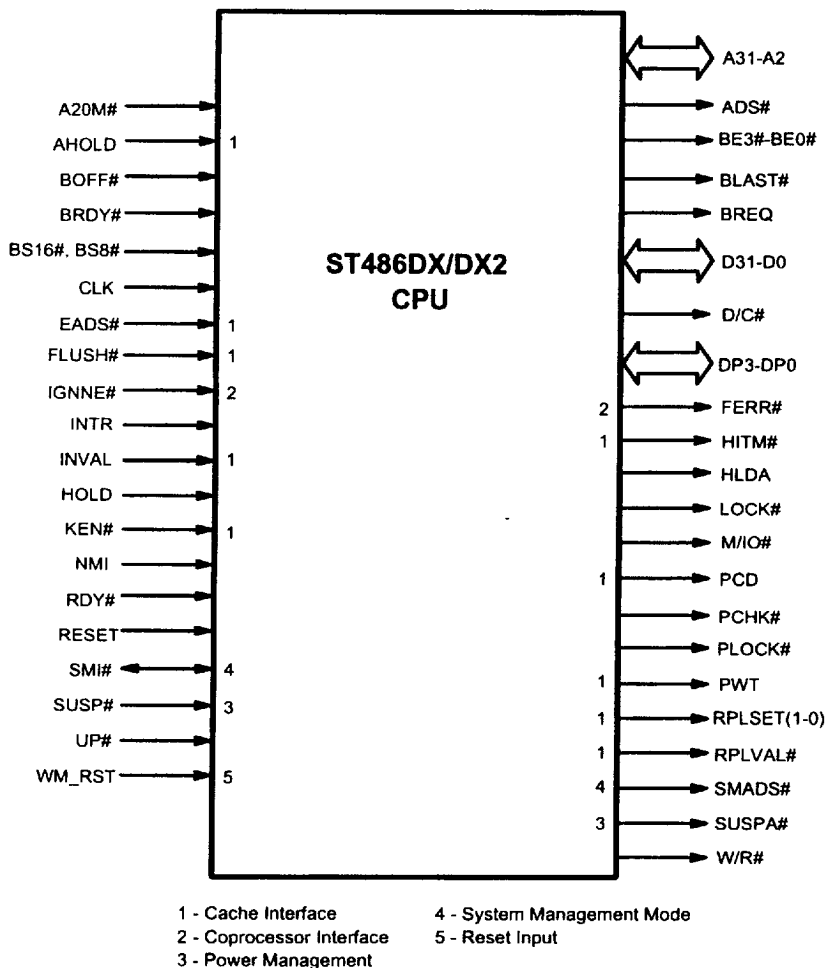 A20M#
AHOLD 1
BOFF#
BRDY#
BS16#, BS8#
CLK
EADS# 1
FLUSH# 1
IGNNE# 2
INTR
INVAL 1
HOLD
KEN# 1
NMI
RDY#
RESET
SMI# 4
SUSP# 3
UP#
WM_RST 5
ST486DX/DX2
CPU
A31-A2
ADS#
BE3#-BE0#
BLAST#
BREQ
D31-D0
D/C#
DP3-DP0
2 FERR#
1 HITM#
HLDA
LOCK#
M/IO#
1 PCD
PCHK#
PLOCK#
1 PWT
1 RPLSET(1-0)
1 RPLVAL#
4 SMADS#
3 SUSPA#
W/R#
1 - Cache Interface
2 - Coprocessor Interface
3 - Power Management
4 - System Management Mode
5 - Reset Input